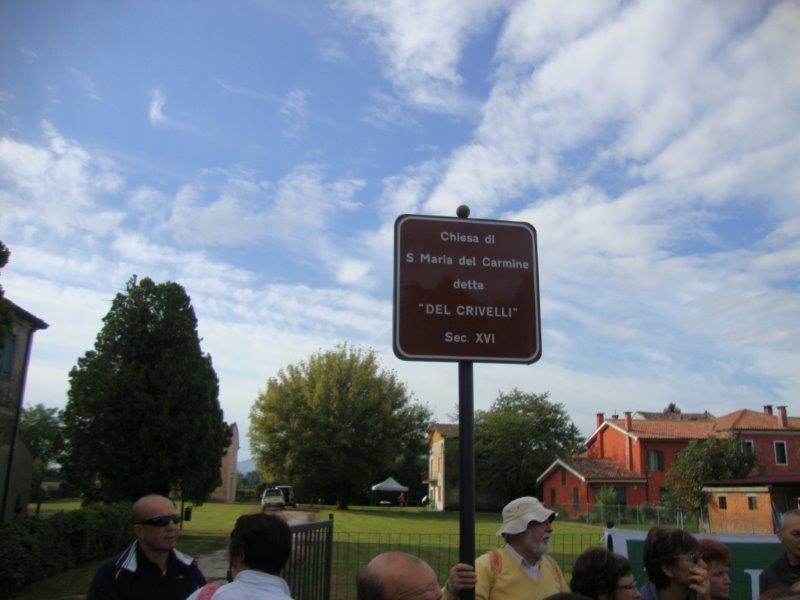 Chiesa di
S. Maria del Carmine
detta
"DEL CRIVELLI"
Sec. XVI